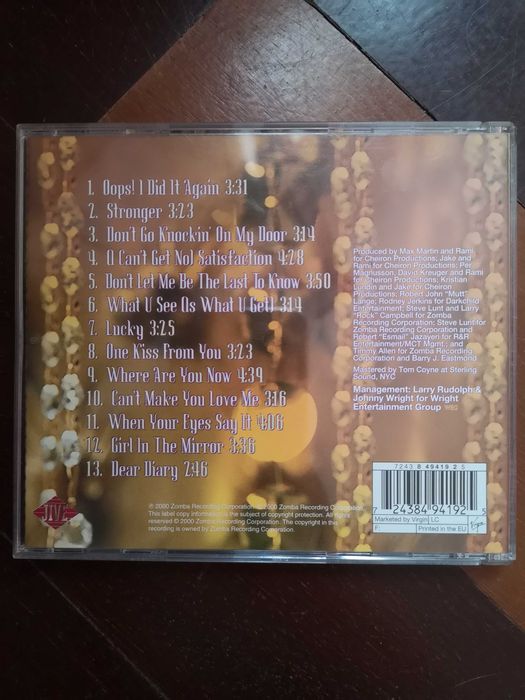 1. Oops! I Did It Again 3:31
2. Stronger 3:23
3. Don't Go Knockin' On My Door 3:14
4. (I Can't Get No) Satisfaction 4:28
5. Don't Let Me Be The Last To Know 3:50
6. What U See (Is What U Get) 3:14
7. Lucky 3:25
8. One Kiss From You 3:23
9. Where Are You Now 4:39
10. Can't Make You Love Me 3:16
11. When Your Eyes Say It 4:06
12. Girl In The Mirror 3:36
13. Dear Diary 2:46
Produced by Max Martin and Rami
for Cheiron Productions; Jake and
Rami for Cheiron Productions; Per
Magnusson, David Kreuger and Rami
for Cheiron Productions; Kristian
Lundin and Jake for Cheiron
Productions; Robert John "Mutt"
Lange; Rodney Jerkins for Darkchild
Entertainment; Steve Lunt and Larry
"Rock" Campbell for Zomba
Recording Corporation; Steve Lunt for
Zomba Recording Corporation and
Robert "Esmail" Jazayeri for R&R
Entertainment/MCT Mgmt.; and
Timmy Allen for Zomba Recording
Corporation and Barry J. Eastmond
Mastered by Tom Coyne at Sterling
Sound, NYC
Management: Larry Rudolph &
Johnny Wright for Wright
Entertainment Group WEG
JIVE
℗ 2000 Zomba Recording Corporation © 2000 Zomba Recording Corporation.
This label copy information is the subject of copyright protection. All rights
reserved © 2000 Zomba Recording Corporation. The copyright in this
recording is owned by Zomba Recording Corporation
7243 8 49419 2 5
7 24384 94192 5
Marketed by Virgin LC
F: Printed in the EU
Virgin